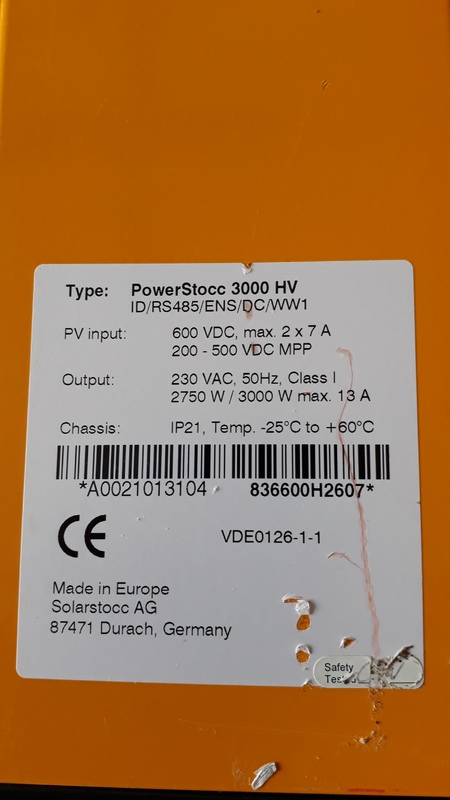 Type: PowerStocc 3000 HV
ID/RS485/ENS/DC/WW1
PV input: 600 VDC, max. 2 x 7 A
200 - 500 VDC MPP
Output: 230 VAC, 50Hz, Class I
2750 W / 3000 W max. 13 A
Chassis: IP21, Temp. -25°C to +60°C
*A0021013104 836600H2607*
CE VDE0126-1-1
Made in Europe
Solarstocc AG
87471 Durach, Germany
Safety